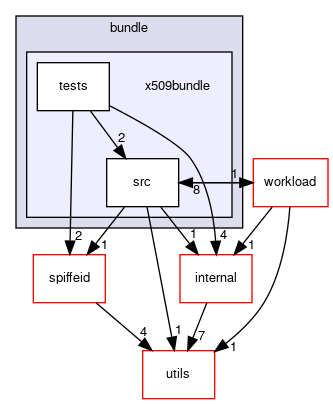 bundle
tests
x509bundle
2
src
1
8
workload
2
1
1
4
1
spiffeid
internal
4
1
7
1
utils